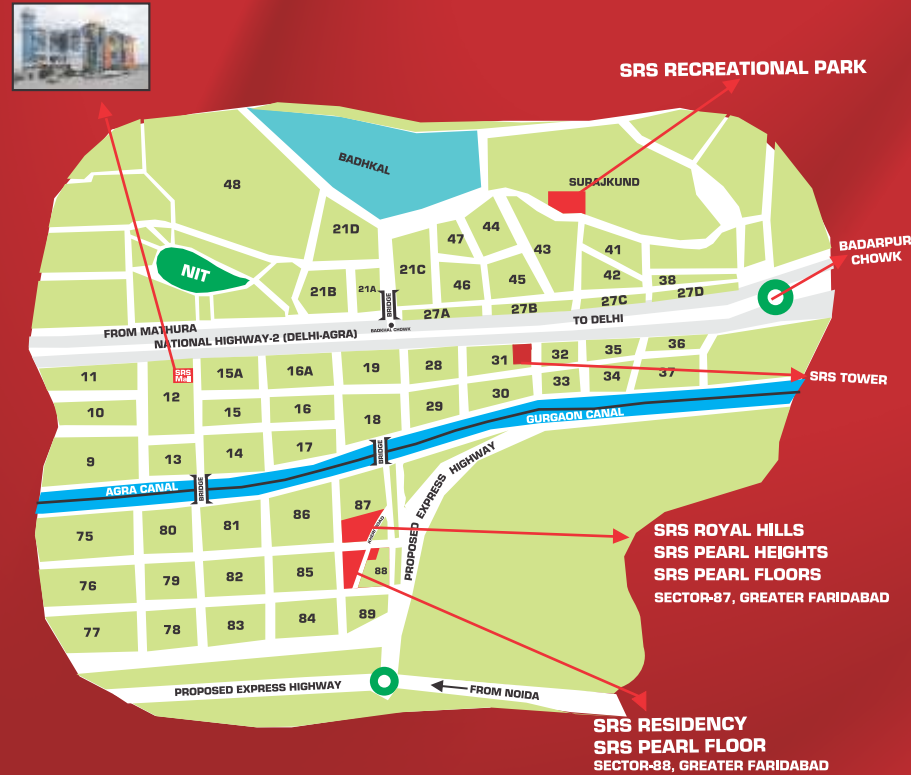 SRS RECREATIONAL PARK
BADHKAL
48
SURAJKUND
21D
47
44
43
41
BADARPUR
CHOWK
NIT
21C
42
21B
21A
46
45
38
27D
BRIDGE
27A
27B
27C
BADKHAL CHOWK
FROM MATHURA
NATIONAL HIGHWAY-2 (DELHI-AGRA)
TO DELHI
11
SRS
Mall
12
15A
16A
19
28
31
32
35
36
33
34
37
SRS TOWER
10
15
16
18
29
30
GURGAON CANAL
9
13
14
17
BRIDGE
PROPOSED EXPRESS HIGHWAY
AGRA CANAL
BRIDGE
75
80
81
86
87
SRS ROYAL HILLS
SRS PEARL HEIGHTS
SRS PEARL FLOORS
SECTOR-87, GREATER FARIDABAD
76
79
82
85
88
77
78
83
84
89
PROPOSED EXPRESS HIGHWAY
FROM NOIDA
SRS RESIDENCY
SRS PEARL FLOOR
SECTOR-88, GREATER FARIDABAD